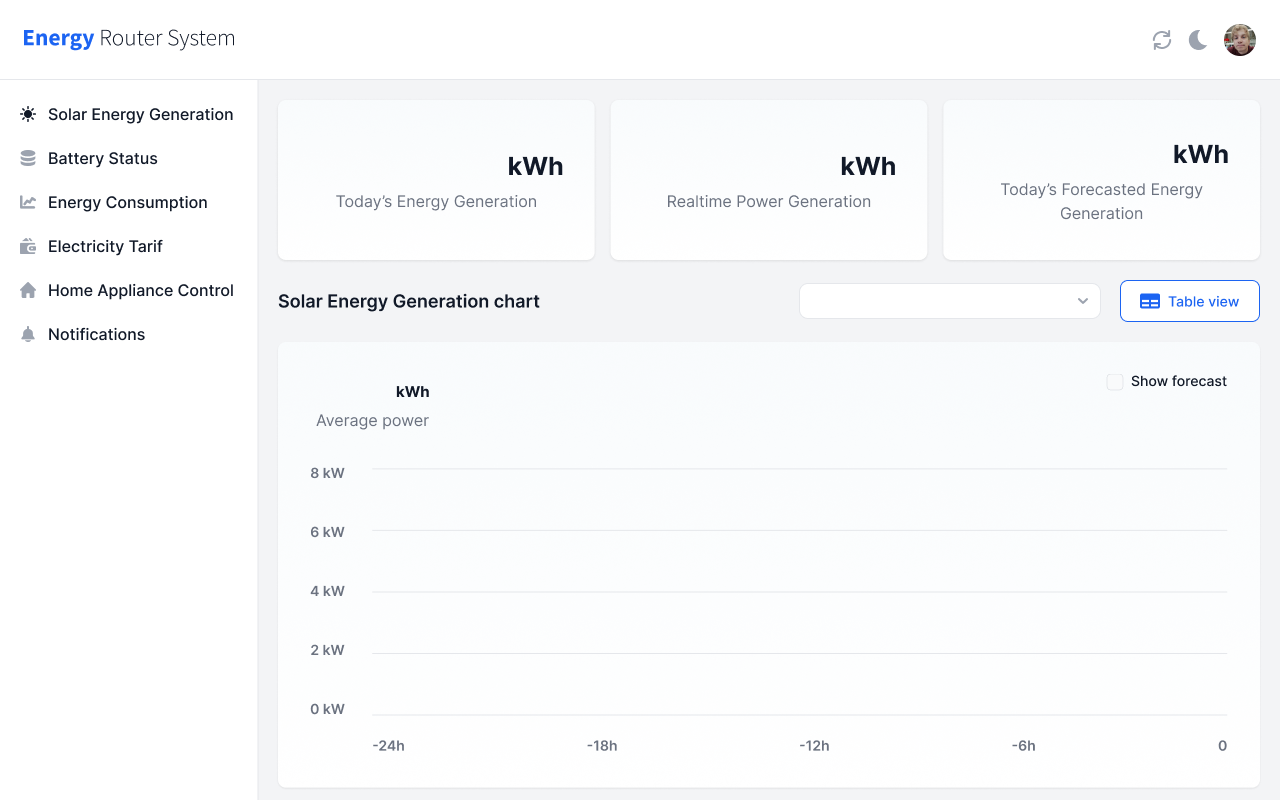 Energy Router System
Solar Energy Generation
Battery Status
Energy Consumption
Electricity Tarif
Home Appliance Control
Notifications
kWh
Today’s Energy Generation
kWh
Realtime Power Generation
kWh
Today’s Forecasted Energy
Generation
Solar Energy Generation chart
Table view
kWh
Average power
Show forecast
8 kW
6 kW
4 kW
2 kW
0 kW
-24h -18h -12h -6h 0